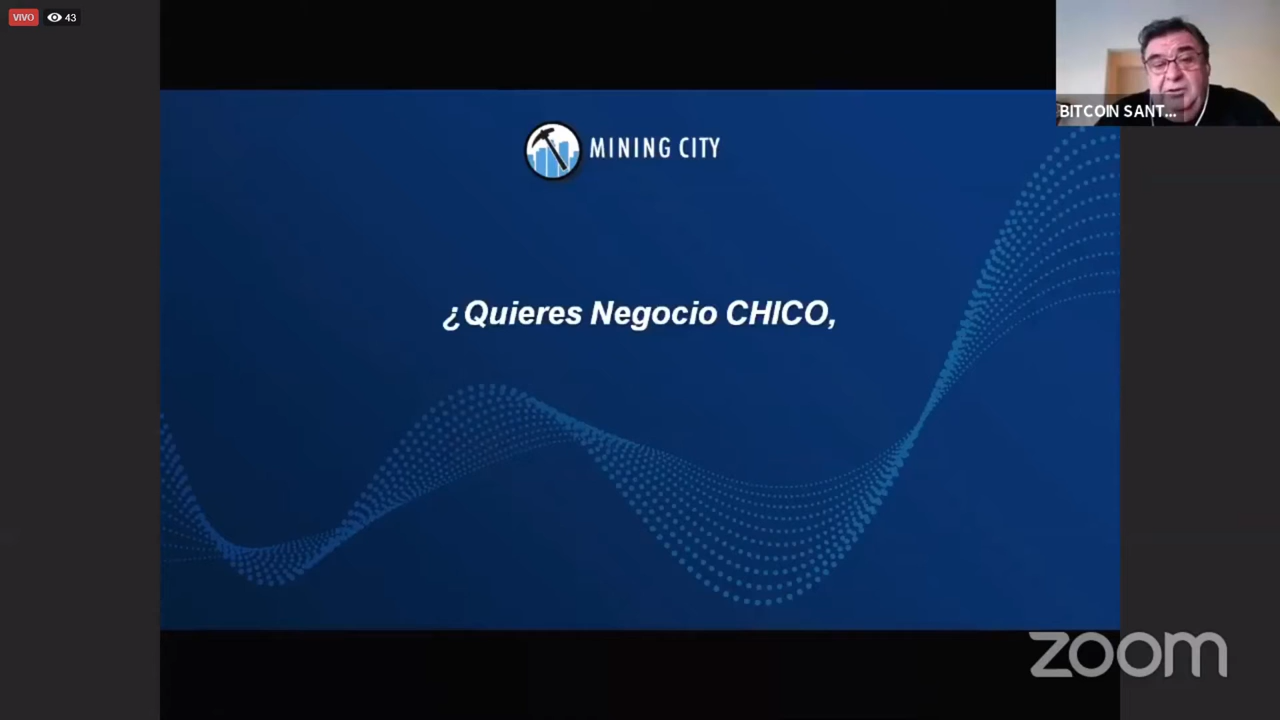 VIVO 43
BITCOIN SANT...
MINING CITY
¿Quieres Negocio CHICO,
zoom